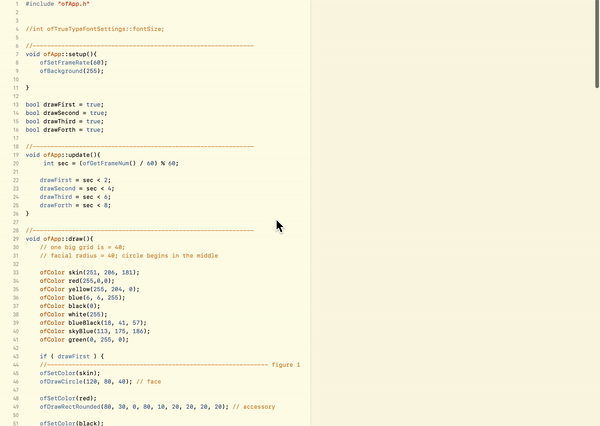 1 #include "ofApp.h"
2
3
4 //int ofTrueTypeFontSettings::fontSize;
5
6 //--------------------------------------------------------------
7 void ofApp::setup(){
8 ofSetFrameRate(60);
9 ofBackground(255);
10
11 }
12
13 bool drawFirst = true;
14 bool drawSecond = true;
15 bool drawThird = true;
16 bool drawForth = true;
17
18 //--------------------------------------------------------------
19 void ofApp::update(){
20 int sec = (ofGetFrameNum() / 60) % 60;
21
22 drawFirst = sec < 2;
23 drawSecond = sec < 4;
24 drawThird = sec < 6;
25 drawForth = sec < 8;
26 }
27
28 //--------------------------------------------------------------
29 void ofApp::draw(){
30 // one big grid is = 40;
31 // facial radius = 40; circle begins in the middle
32
33 ofColor skin(251, 206, 181);
34 ofColor red(255,0,0);
35 ofColor yellow(255, 204, 0);
36 ofColor blue(6, 6, 255);
37 ofColor black(0);
38 ofColor white(255);
39 ofColor blueBlack(18, 41, 57);
40 ofColor skyBlue(113, 175, 186);
41 ofColor green(0, 255, 0);
42
43 if ( drawFirst ) {
44 //-------------------------------------------------------------- figure 1
45 ofSetColor(skin);
46 ofDrawCircle(120, 80, 40); // face
47
48 ofSetColor(red);
49 ofDrawRectRounded(80, 30, 0, 80, 10, 20, 20, 20, 20); // accessory
50
51 ofSetColor(black);